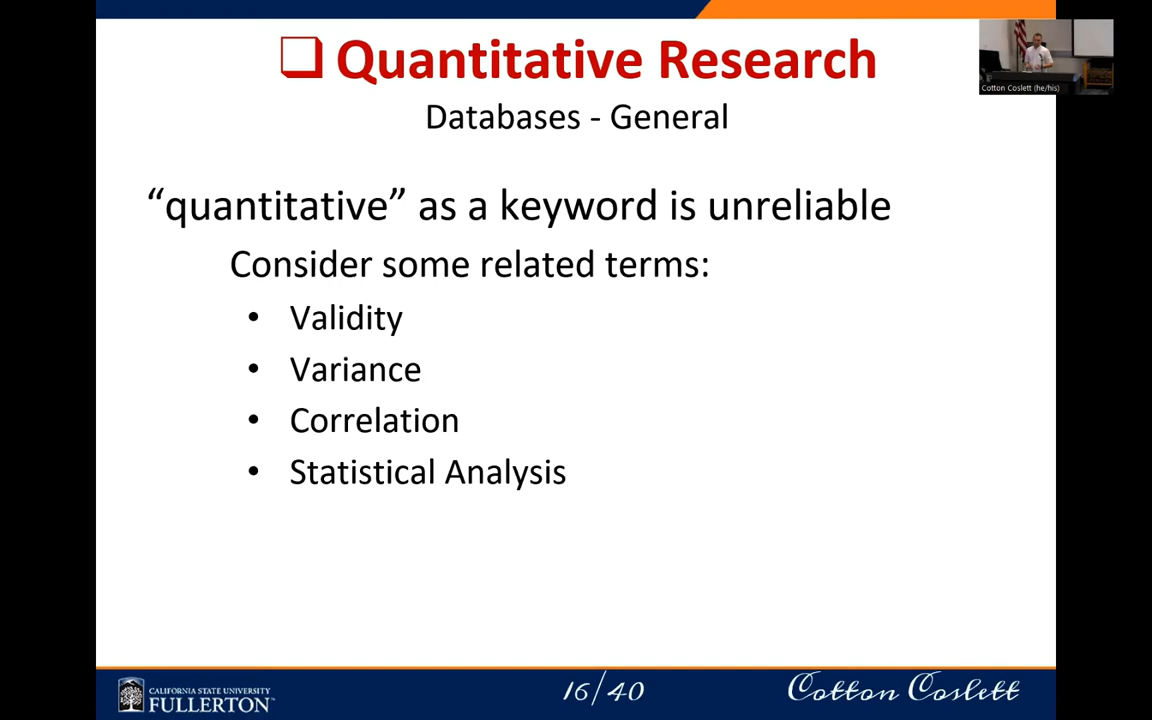 ❑ Quantitative Research
Cotton Coslett (he/his)
Databases - General
“quantitative” as a keyword is unreliable
Consider some related terms:
• Validity
• Variance
• Correlation
• Statistical Analysis
CALIFORNIA STATE UNIVERSITY
FULLERTON™
16/40
Cotton Coslett